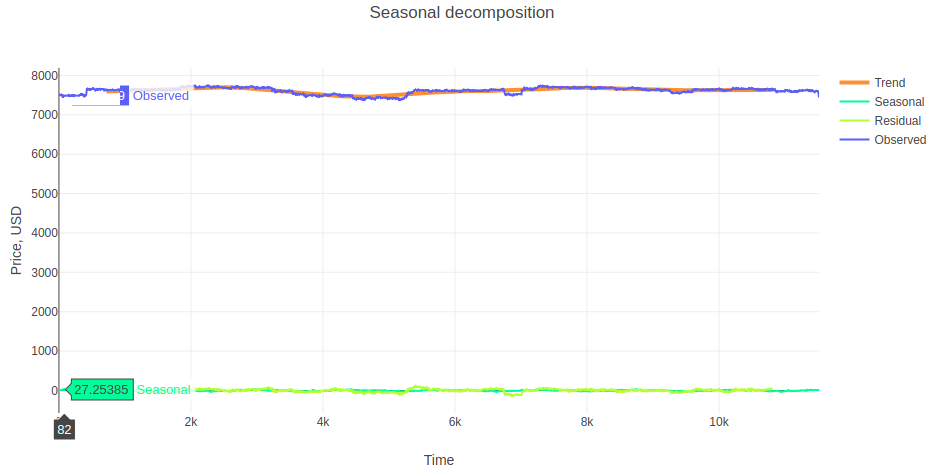 Seasonal decomposition
8000
7000
6000
5000
4000
3000
2000
1000
0
Price, USD
Observed
27.25385
Seasonal
82
2k
4k
6k
8k
10k
Time
Trend
Seasonal
Residual
Observed